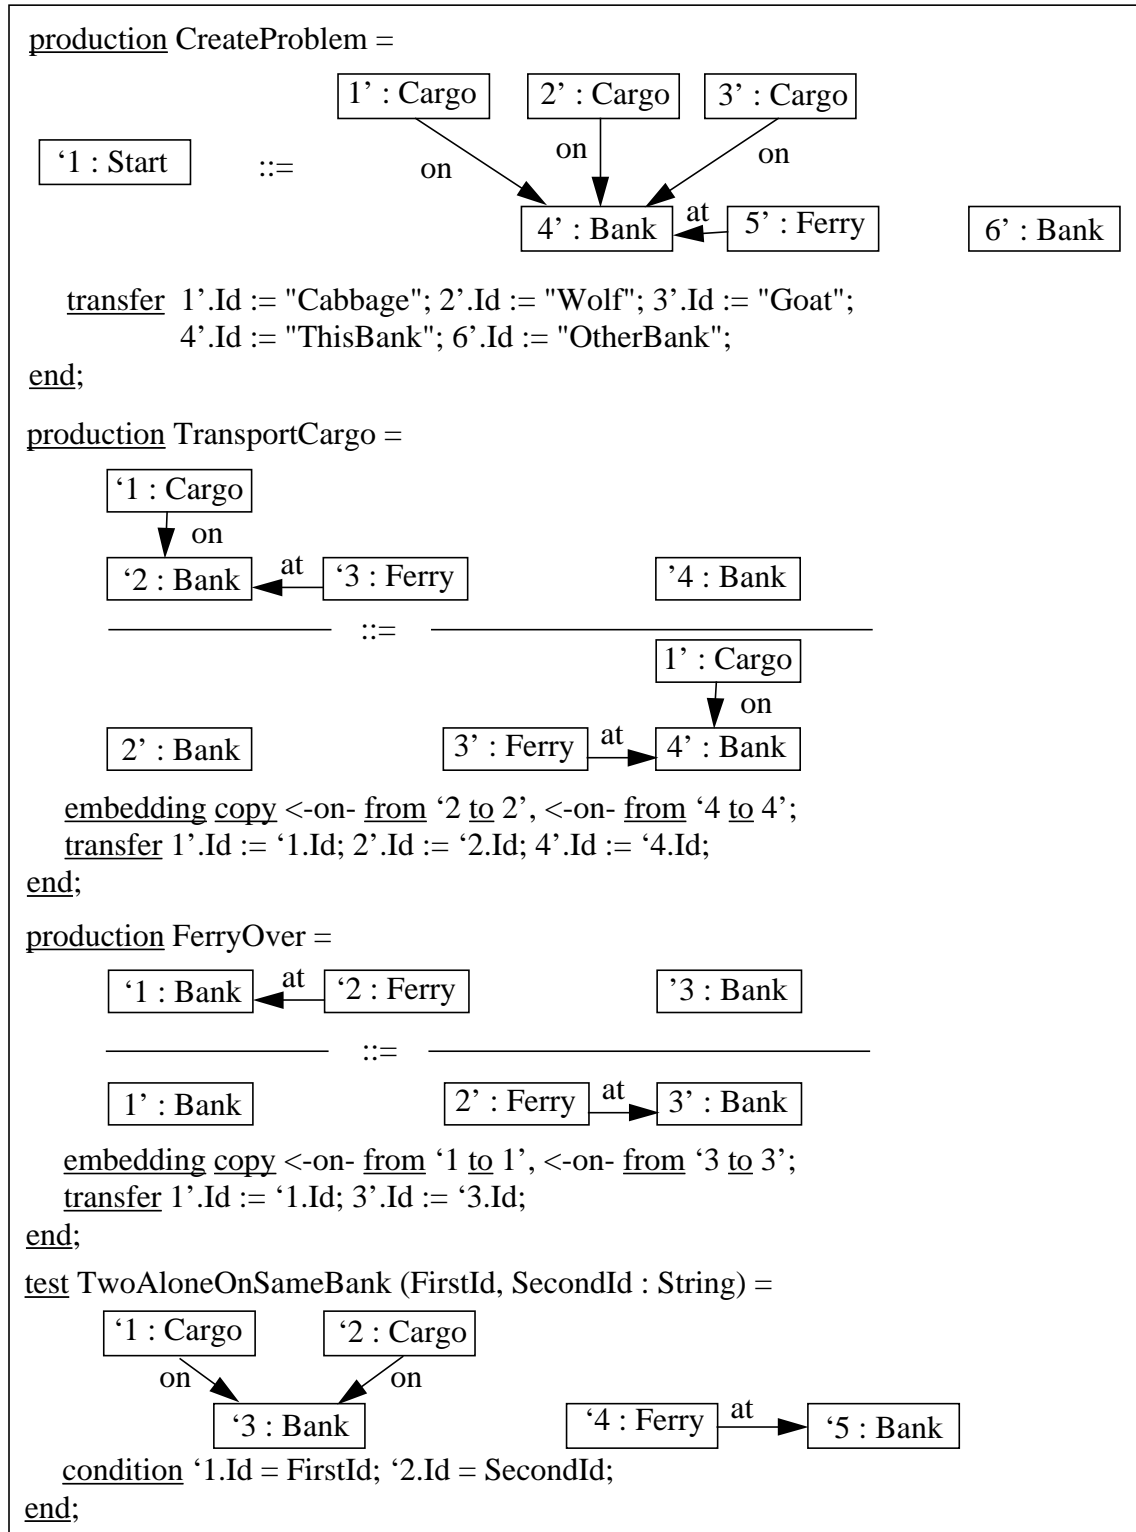 production CreateProblem =
1’ : Cargo 2’ : Cargo 3’ : Cargo
‘1 : Start ::= on on on
4’ : Bank at 5’ : Ferry 6’ : Bank
transfer 1’.Id := "Cabbage"; 2’.Id := "Wolf"; 3’.Id := "Goat";
4’.Id := "ThisBank"; 6’.Id := "OtherBank";
end;
production TransportCargo =
‘1 : Cargo
on
‘2 : Bank at ‘3 : Ferry ’4 : Bank
::=
1’ : Cargo
on
2’ : Bank 3’ : Ferry at 4’ : Bank
embedding copy <-on- from ‘2 to 2’, <-on- from ‘4 to 4’;
transfer 1’.Id := ‘1.Id; 2’.Id := ‘2.Id; 4’.Id := ‘4.Id;
end;
production FerryOver =
‘1 : Bank at ‘2 : Ferry ’3 : Bank
::=
1’ : Bank 2’ : Ferry at 3’ : Bank
embedding copy <-on- from ‘1 to 1’, <-on- from ‘3 to 3’;
transfer 1’.Id := ‘1.Id; 3’.Id := ‘3.Id;
end;
test TwoAloneOnSameBank (FirstId, SecondId : String) =
‘1 : Cargo ‘2 : Cargo
on on
‘3 : Bank ‘4 : Ferry at ‘5 : Bank
condition ‘1.Id = FirstId; ‘2.Id = SecondId;
end;